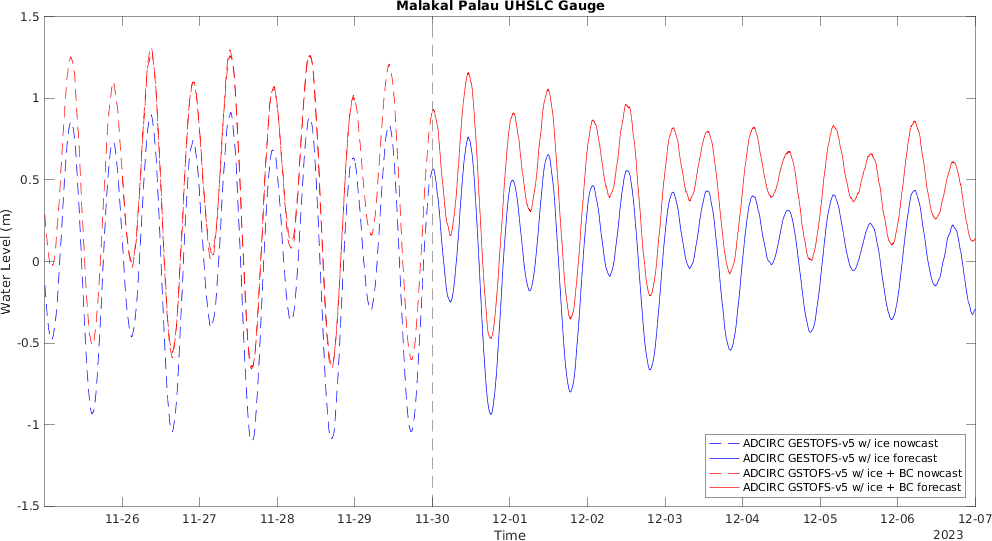 Malakal Palau UHSLC Gauge
1.5
1
0.5
0
-0.5
-1
-1.5
Water Level (m)
11-26 11-27 11-28 11-29 11-30 12-01 12-02 12-03 12-04 12-05 12-06 12-07
Time
2023
ADCIRC GESTOFS-v5 w/ ice nowcast
ADCIRC GESTOFS-v5 w/ ice forecast
ADCIRC GSTOFS-v5 w/ ice + BC nowcast
ADCIRC GSTOFS-v5 w/ ice + BC forecast